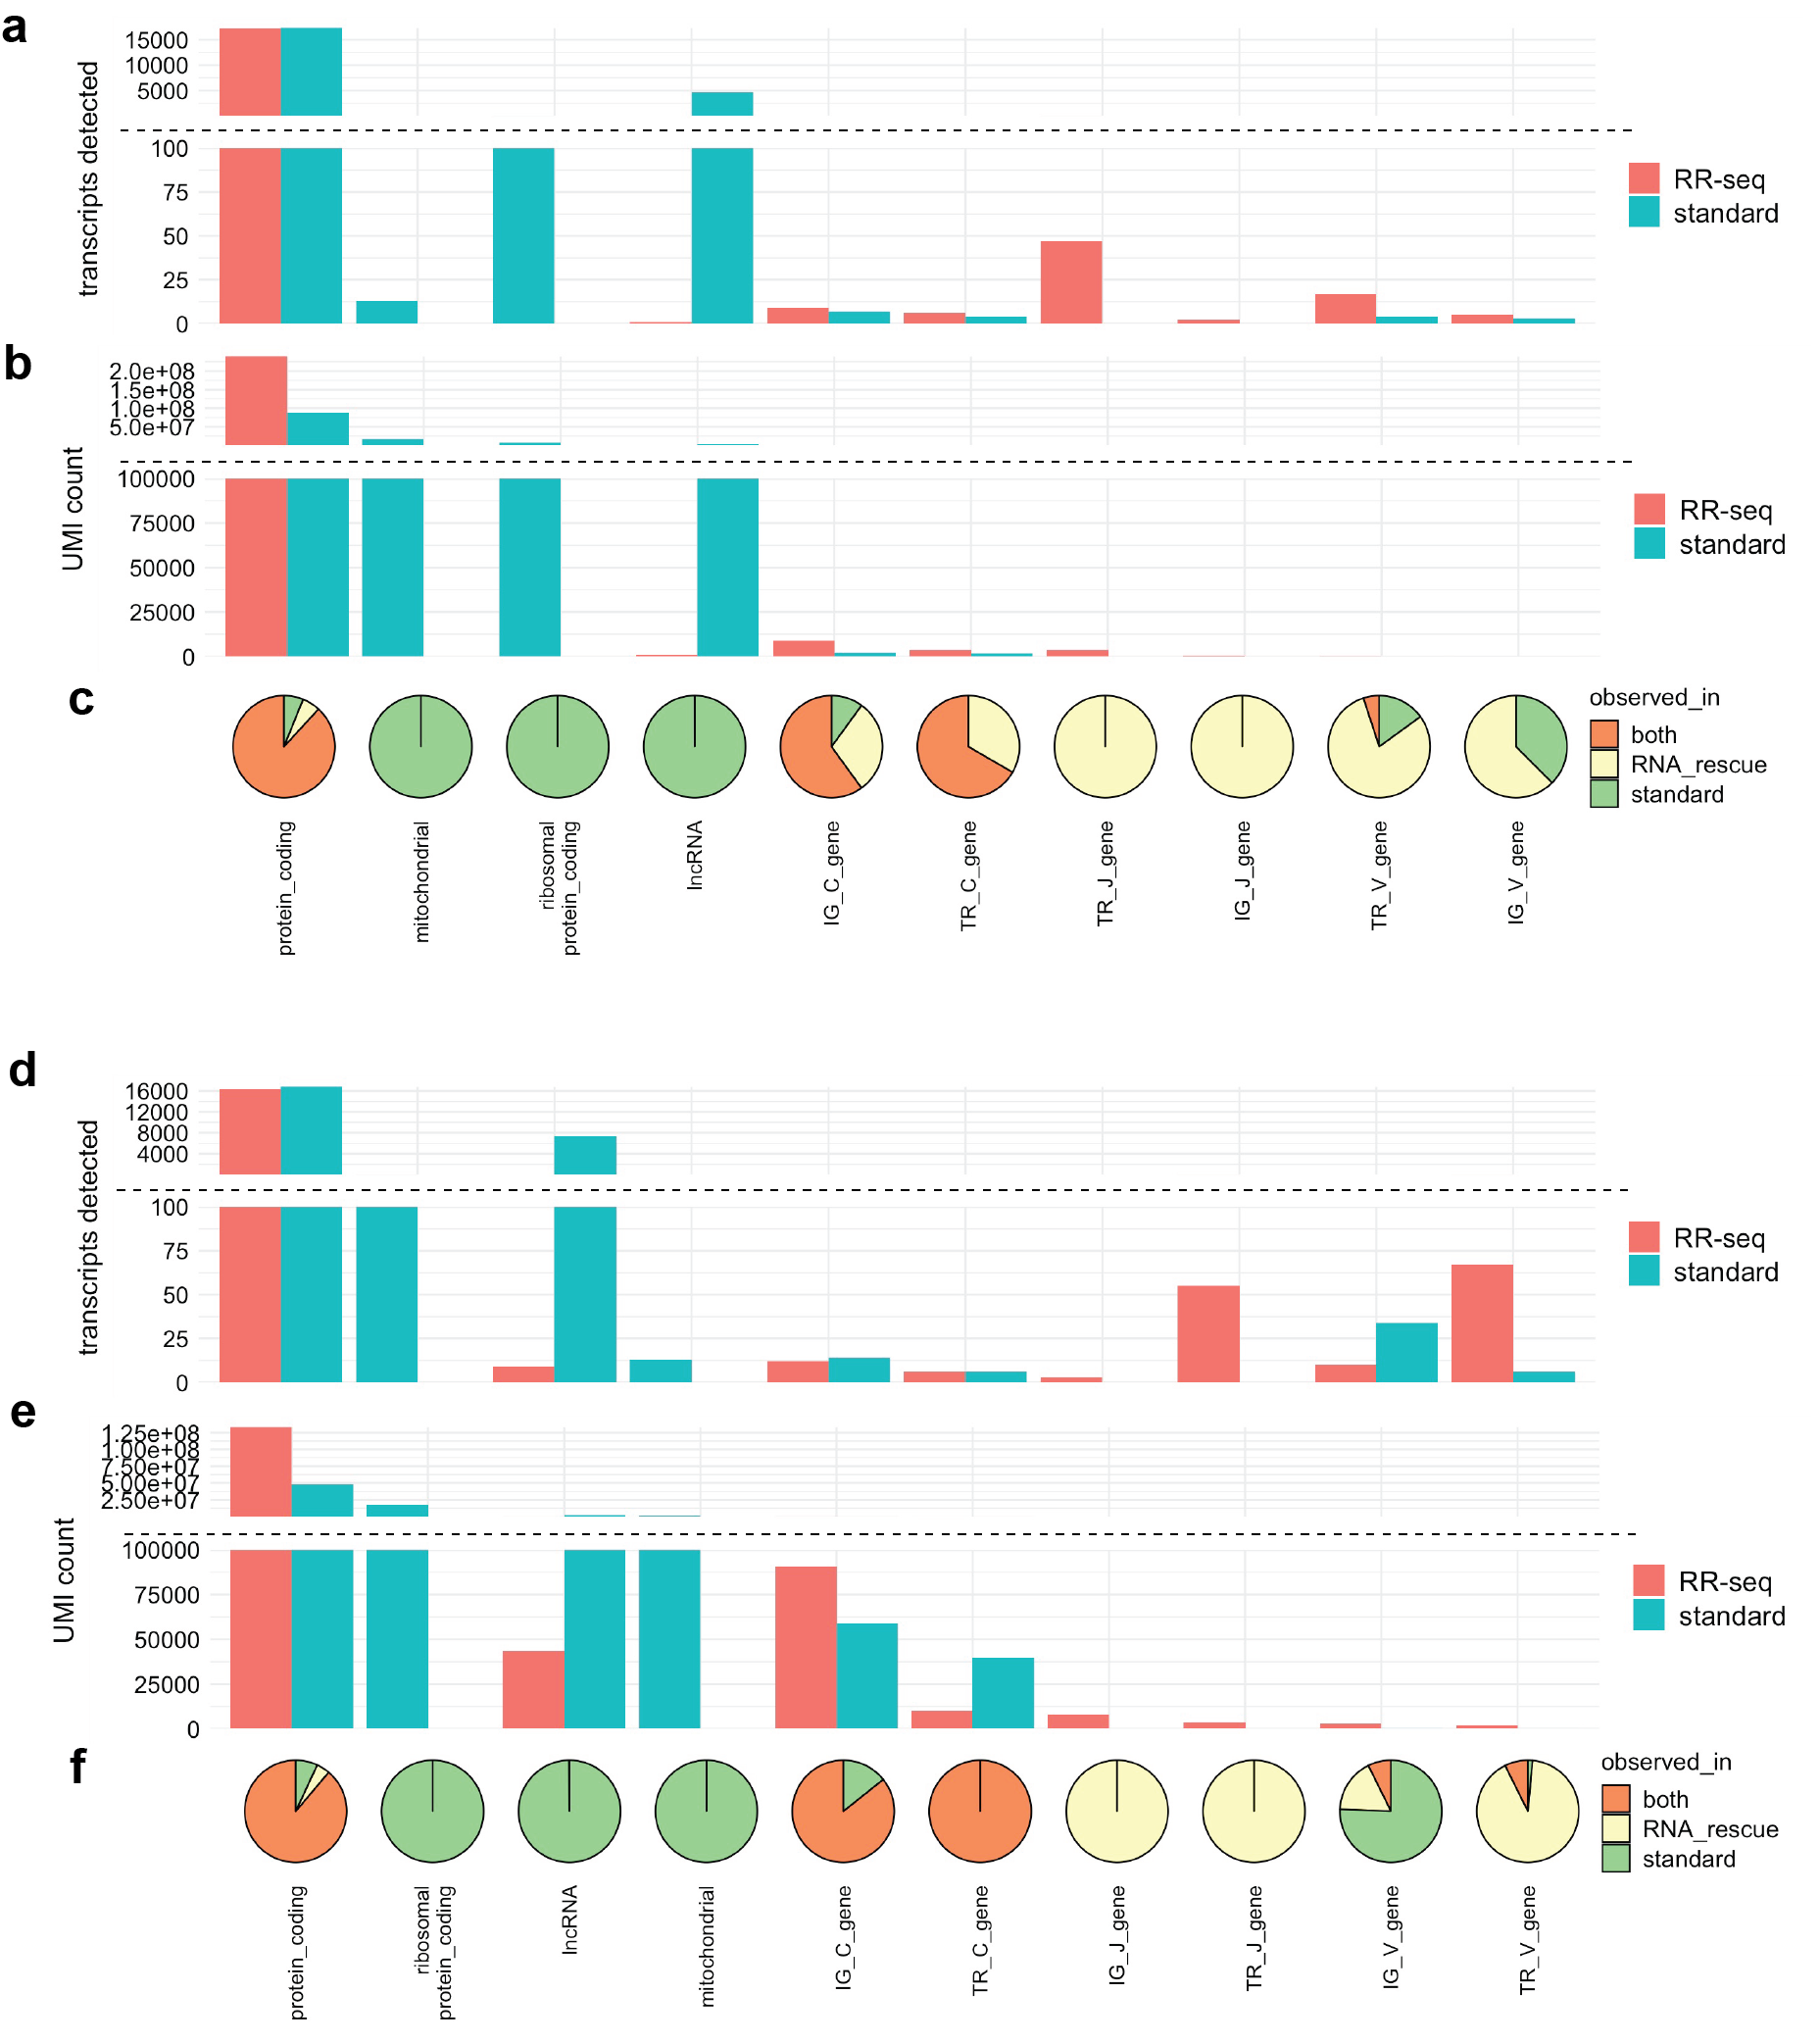 a
transcripts detected
15000
10000
5000
100
75
50
25
0
RR-seq
standard
b
UMI count
2.0e+08
1.5e+08
1.0e+08
5.0e+07
100000
75000
50000
25000
0
RR-seq
standard
c
observed_in
both
RNA_rescue
standard
protein_coding
mitochondrial
ribosomal
protein_coding
lncRNA
IG_C_gene
TR_C_gene
TR_J_gene
IG_J_gene
TR_V_gene
IG_V_gene
d
transcripts detected
16000
12000
8000
4000
100
75
50
25
0
RR-seq
standard
e
UMI count
1.25e+08
1.00e+08
7.50e+07
5.00e+07
2.50e+07
100000
75000
50000
25000
0
RR-seq
standard
f
observed_in
both
RNA_rescue
standard
protein_coding
ribosomal
protein_coding
lncRNA
mitochondrial
IG_C_gene
TR_C_gene
IG_J_gene
TR_J_gene
IG_V_gene
TR_V_gene